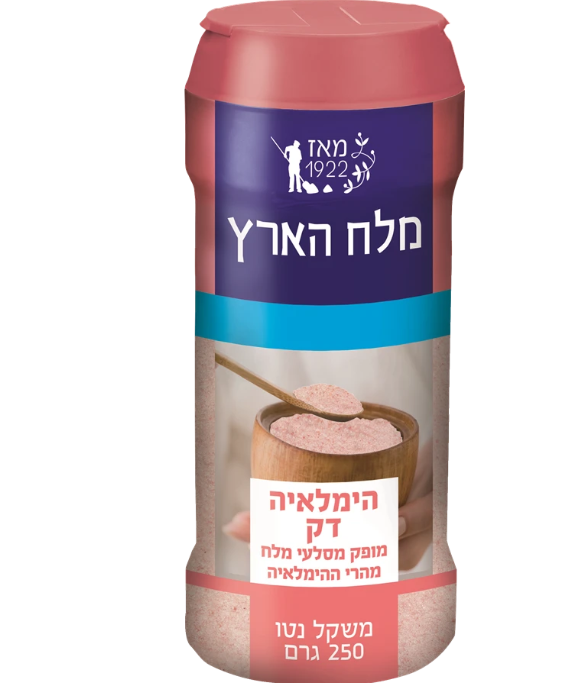 מאז
1922
מלח הארץ
הימלאיה
דק
מופק מסלעי מלח
מהרי ההימלאיה
משקל נטו
250 גרם